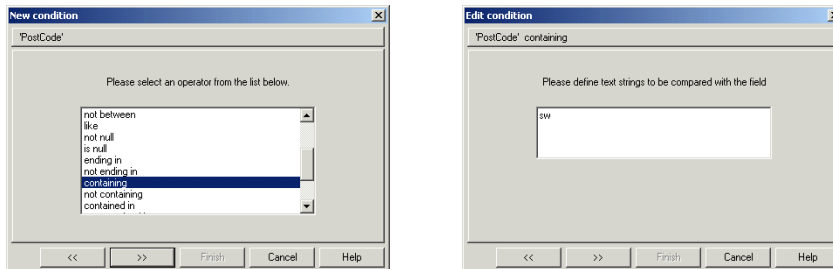 New condition
'PostCode'
Please select an operator from the list below.
not between
like
not null
is null
ending in
not ending in
containing
not containing
contained in
<< >> Finish Cancel Help
Edit condition
'PostCode' containing
Please define text strings to be compared with the field
sw
<< >> Finish Cancel Help